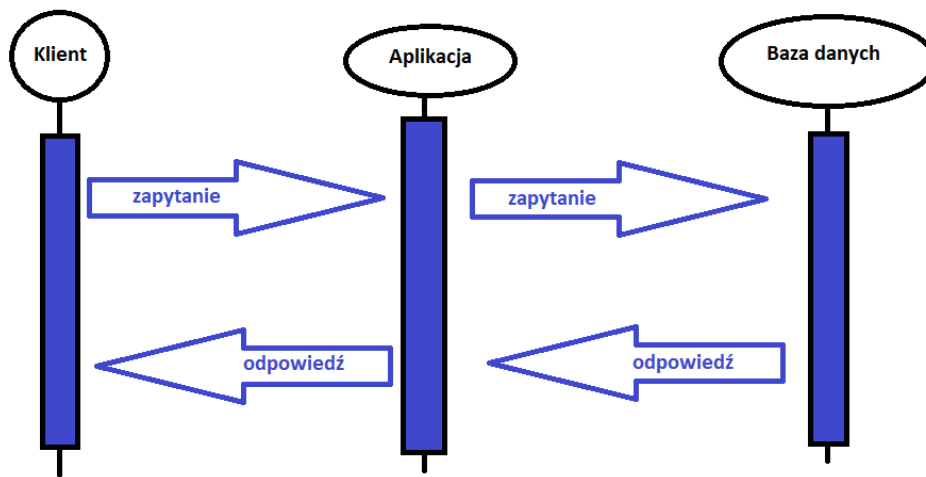 Klient
Aplikacja
Baza danych
zapytanie
zapytanie
odpowiedź
odpowiedź